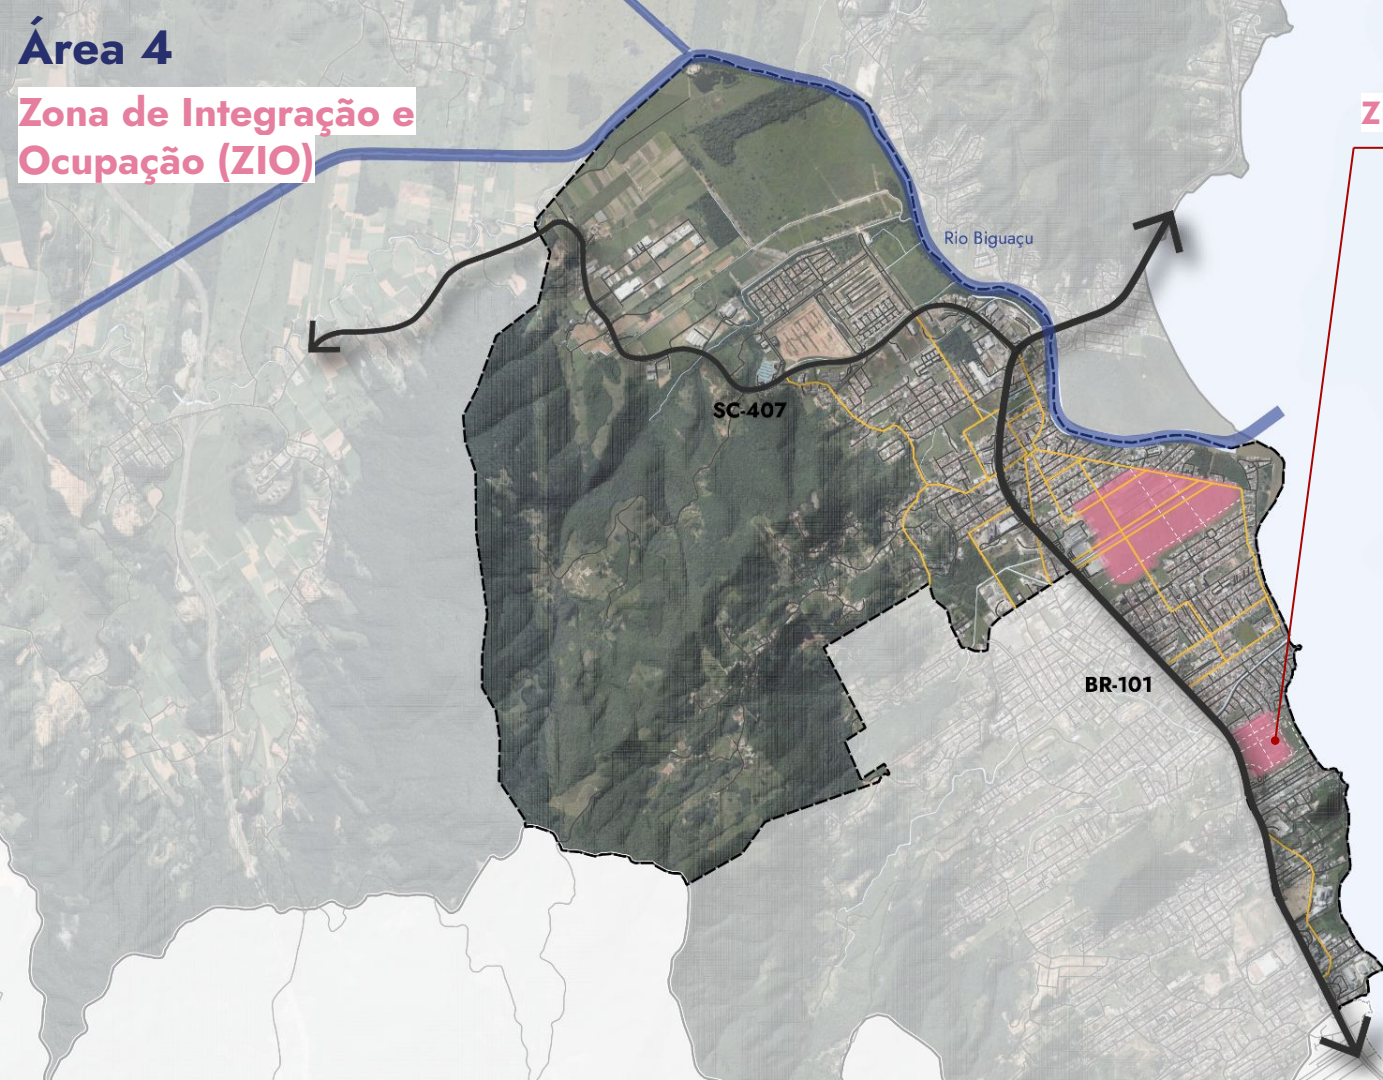 Área 4
Zona de Integração e
Ocupação (ZIO)
Z
Rio Biguaçu
SC-407
BR-101